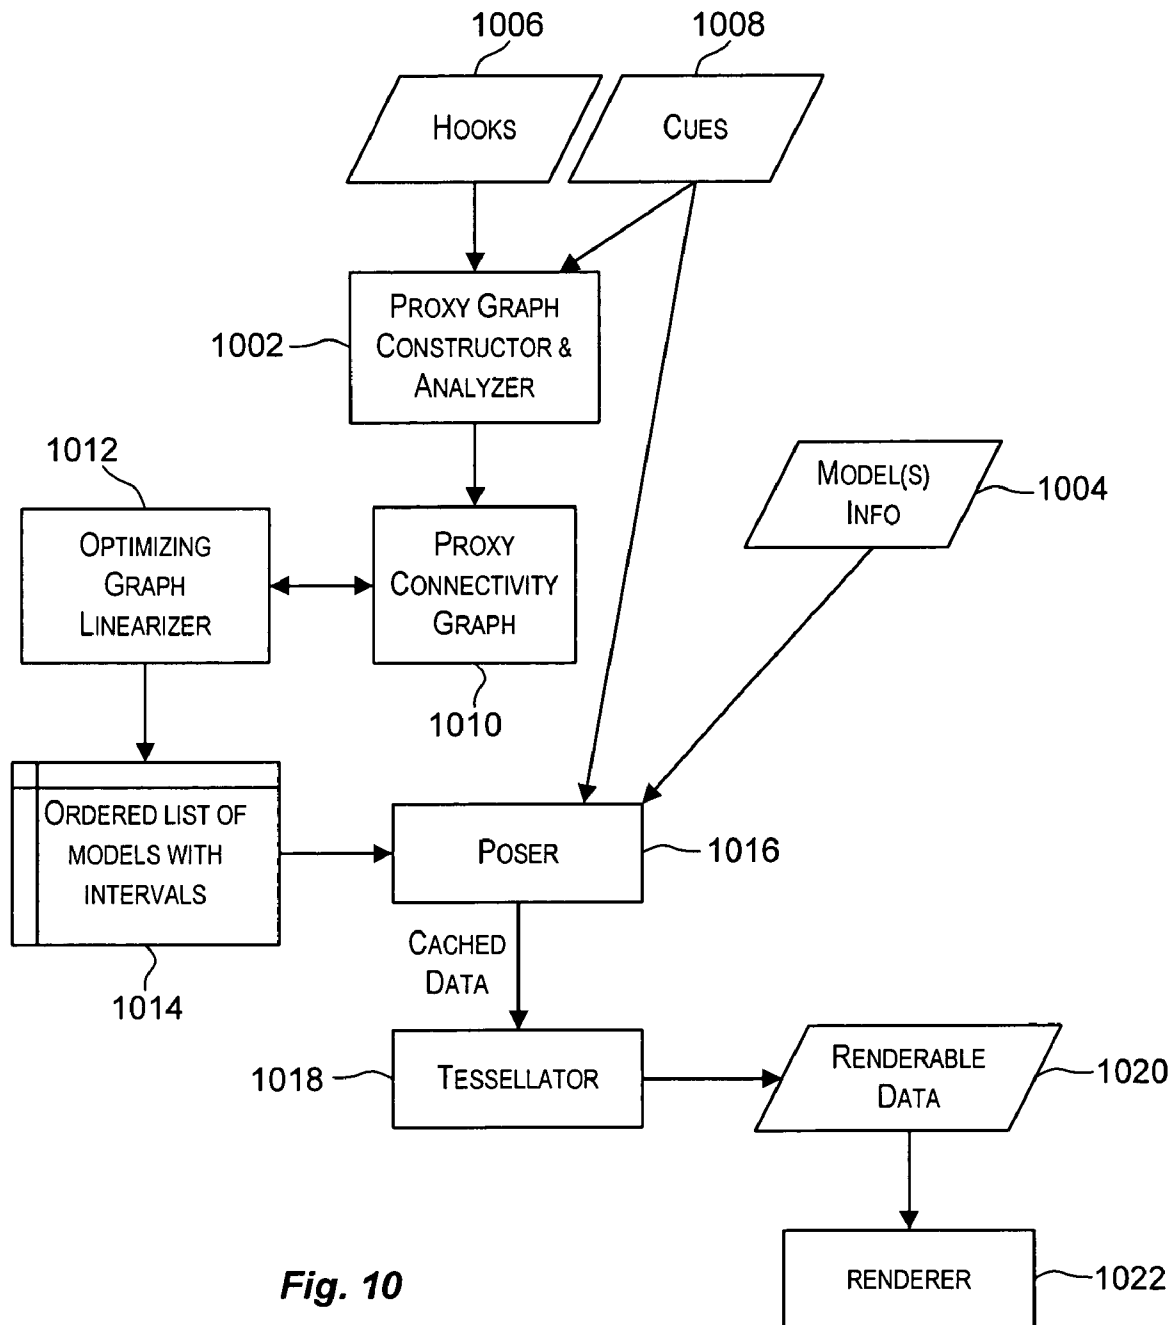 1006
1008
HOOKS
CUES
PROXY GRAPH
CONSTRUCTOR &
ANALYZER
1002
1012
MODEL(S)
INFO
1004
OPTIMIZING
GRAPH
LINEARIZER
PROXY
CONNECTIVITY
GRAPH
1010
ORDERED LIST OF
MODELS WITH
INTERVALS
POSER
1016
CACHED
DATA
1014
1018
TESSELLATOR
RENDERABLE
DATA
1020
Fig. 10
RENDERER
1022